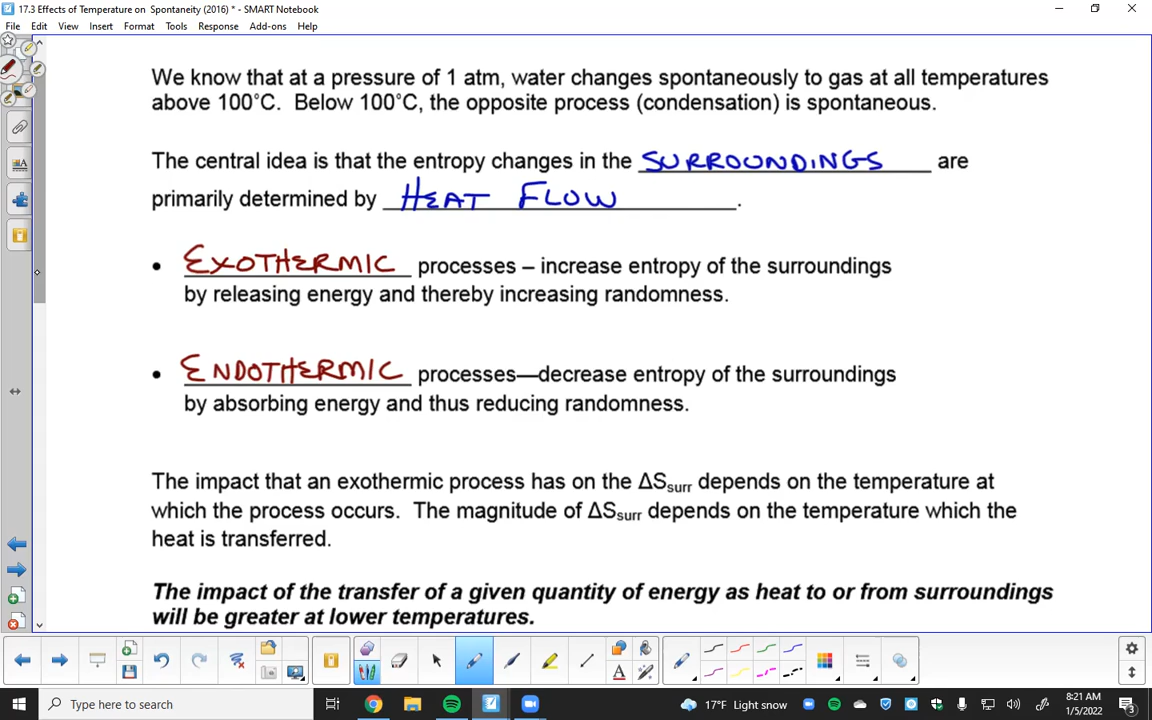 17.3 Effects of Temperature on Spontaneity (2016) * - SMART Notebook
File Edit View Insert Format Tools Response Add-ons Help
We know that at a pressure of 1 atm, water changes spontaneously to gas at all temperatures
above 100°C. Below 100°C, the opposite process (condensation) is spontaneous.
The central idea is that the entropy changes in the SURROUNDINGS are
primarily determined by HEAT FLOW.
• EXOTHERMIC processes – increase entropy of the surroundings
by releasing energy and thereby increasing randomness.
• ENDOTHERMIC processes—decrease entropy of the surroundings
by absorbing energy and thus reducing randomness.
The impact that an exothermic process has on the ΔSsurr depends on the temperature at
which the process occurs. The magnitude of ΔSsurr depends on the temperature which the
heat is transferred.
The impact of the transfer of a given quantity of energy as heat to or from surroundings
will be greater at lower temperatures.
Type here to search
17°F Light snow
8:21 AM
1/5/2022
3